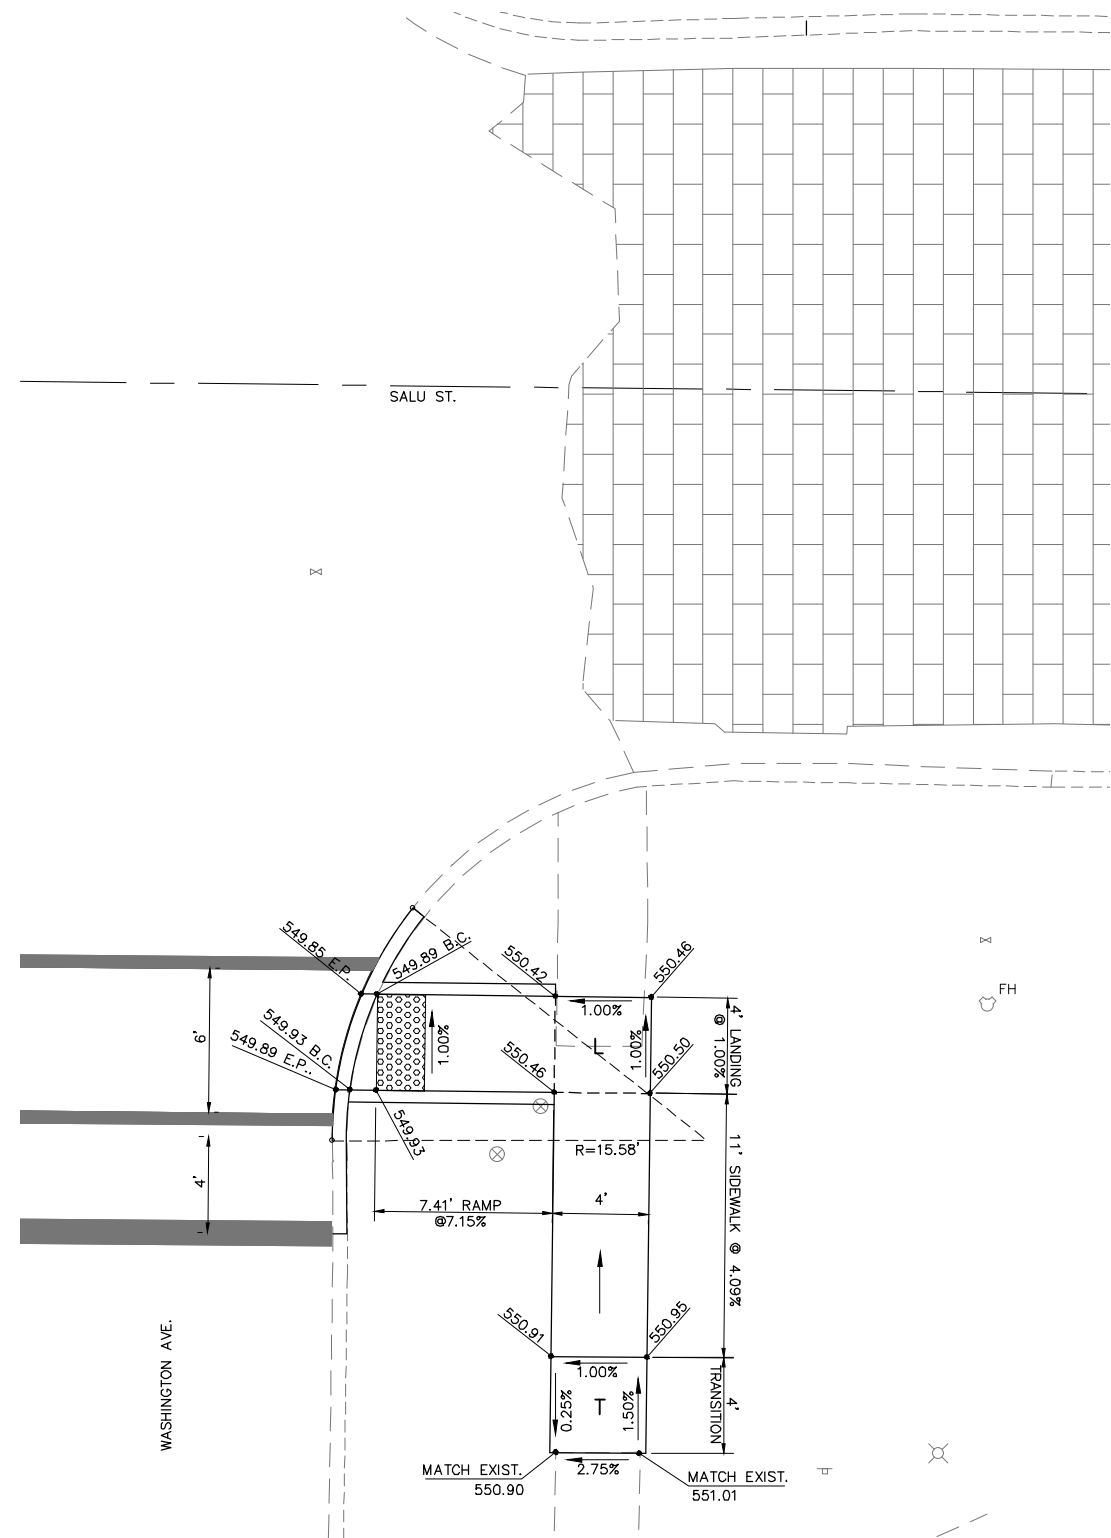 SALU ST.
549.85 E.P.
549.89 B.C.
550.42
550.46
FH
1.00%
6'
549.93 B.C.
549.89 E.P..
1.00%
L
1.00%
4' LANDING
@ 1.00%
550.46
550.50
549.93
R=15.58'
4'
7.41' RAMP
@7.15%
4'
11' SIDEWALK @ 4.09%
550.91
550.95
1.00%
0.25%
T
1.50%
4'
TRANSITION
WASHINGTON AVE.
MATCH EXIST.
550.90
2.75%
MATCH EXIST.
551.01